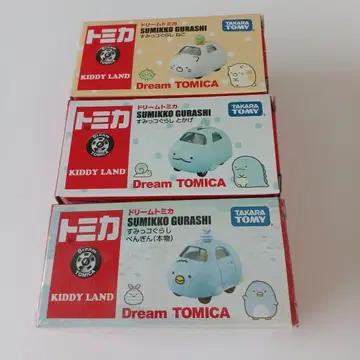 トミカ
ドリームトミカ
SUMIKKO GURASHI
すみっコぐらし ねこ
TAKARA TOMY
KIDDY LAND
Dream TOMICA
トミカ
ドリームトミカ
SUMIKKO GURASHI
すみっコぐらし とかげ
TAKARA TOMY
Dream TOMICA
KIDDY LAND
Dream TOMICA
トミカ
ドリームトミカ
SUMIKKO GURASHI
すみっコぐらし
ぺんぎん(本物)
TAKARA TOMY
Dream TOMICA
KIDDY LAND
Dream TOMICA